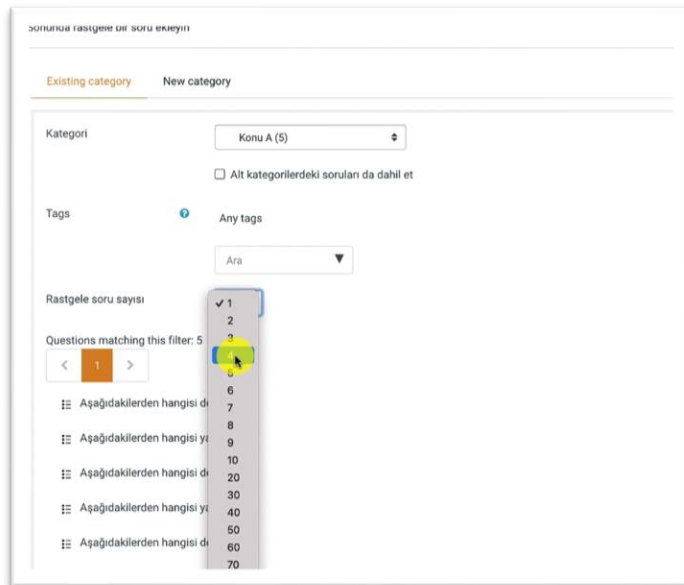 sonunda rastgele bir soru ekleyin
Existing category New category
Kategori
Konu A (5)
Alt kategorilerdeki soruları da dahil et
Tags
Any tags
Ara
Rastgele soru sayısı
1
2
3
Questions matching this filter: 5
4
5
1
6
Aşağıdakilerden hangisi
7
8
Aşağıdakilerden hangisi
9
10
Aşağıdakilerden hangisi
20
30
Aşağıdakilerden hangisi
40
50
Aşağıdakilerden hangisi
60
70